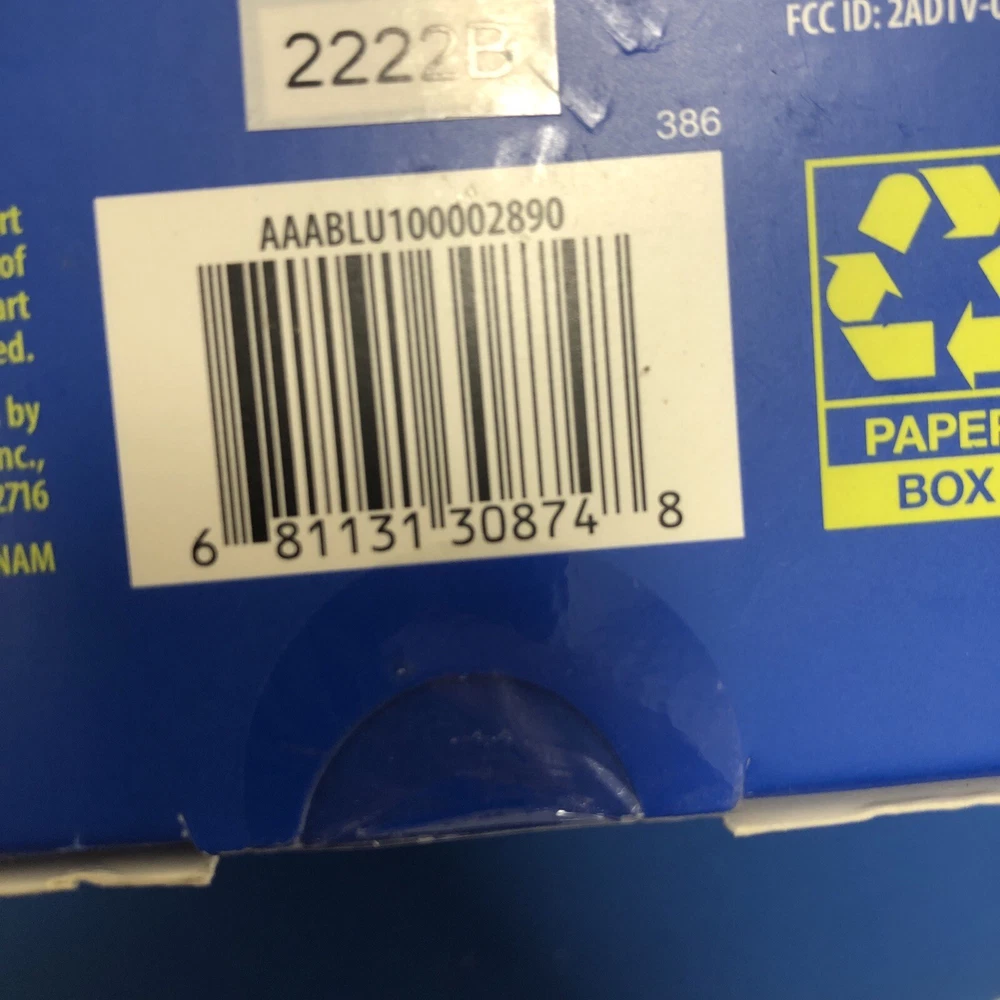 FCC ID: 2ADTV-
2222B
386
rt
of
art
ed.
by
nc.,
2716
NAM
AAABLU100002890
6 81131 30874 8
PAPER
BOX